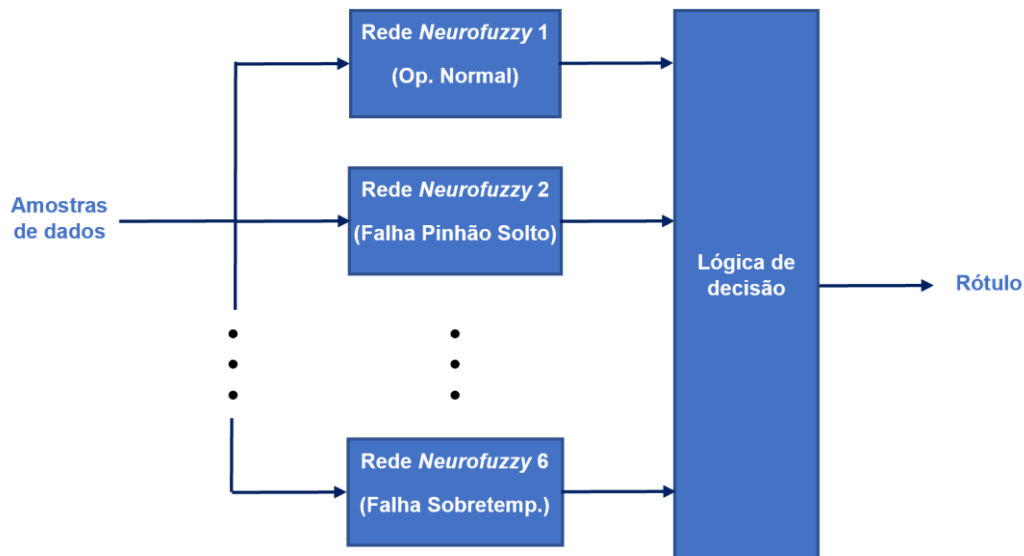 Rede Neurofuzzy 1
(Op. Normal)
Rede Neurofuzzy 2
(Falha Pinhão Solto)
Amostras
de dados
Lógica de
decisão
Rótulo
Rede Neurofuzzy 6
(Falha Sobretemp.)